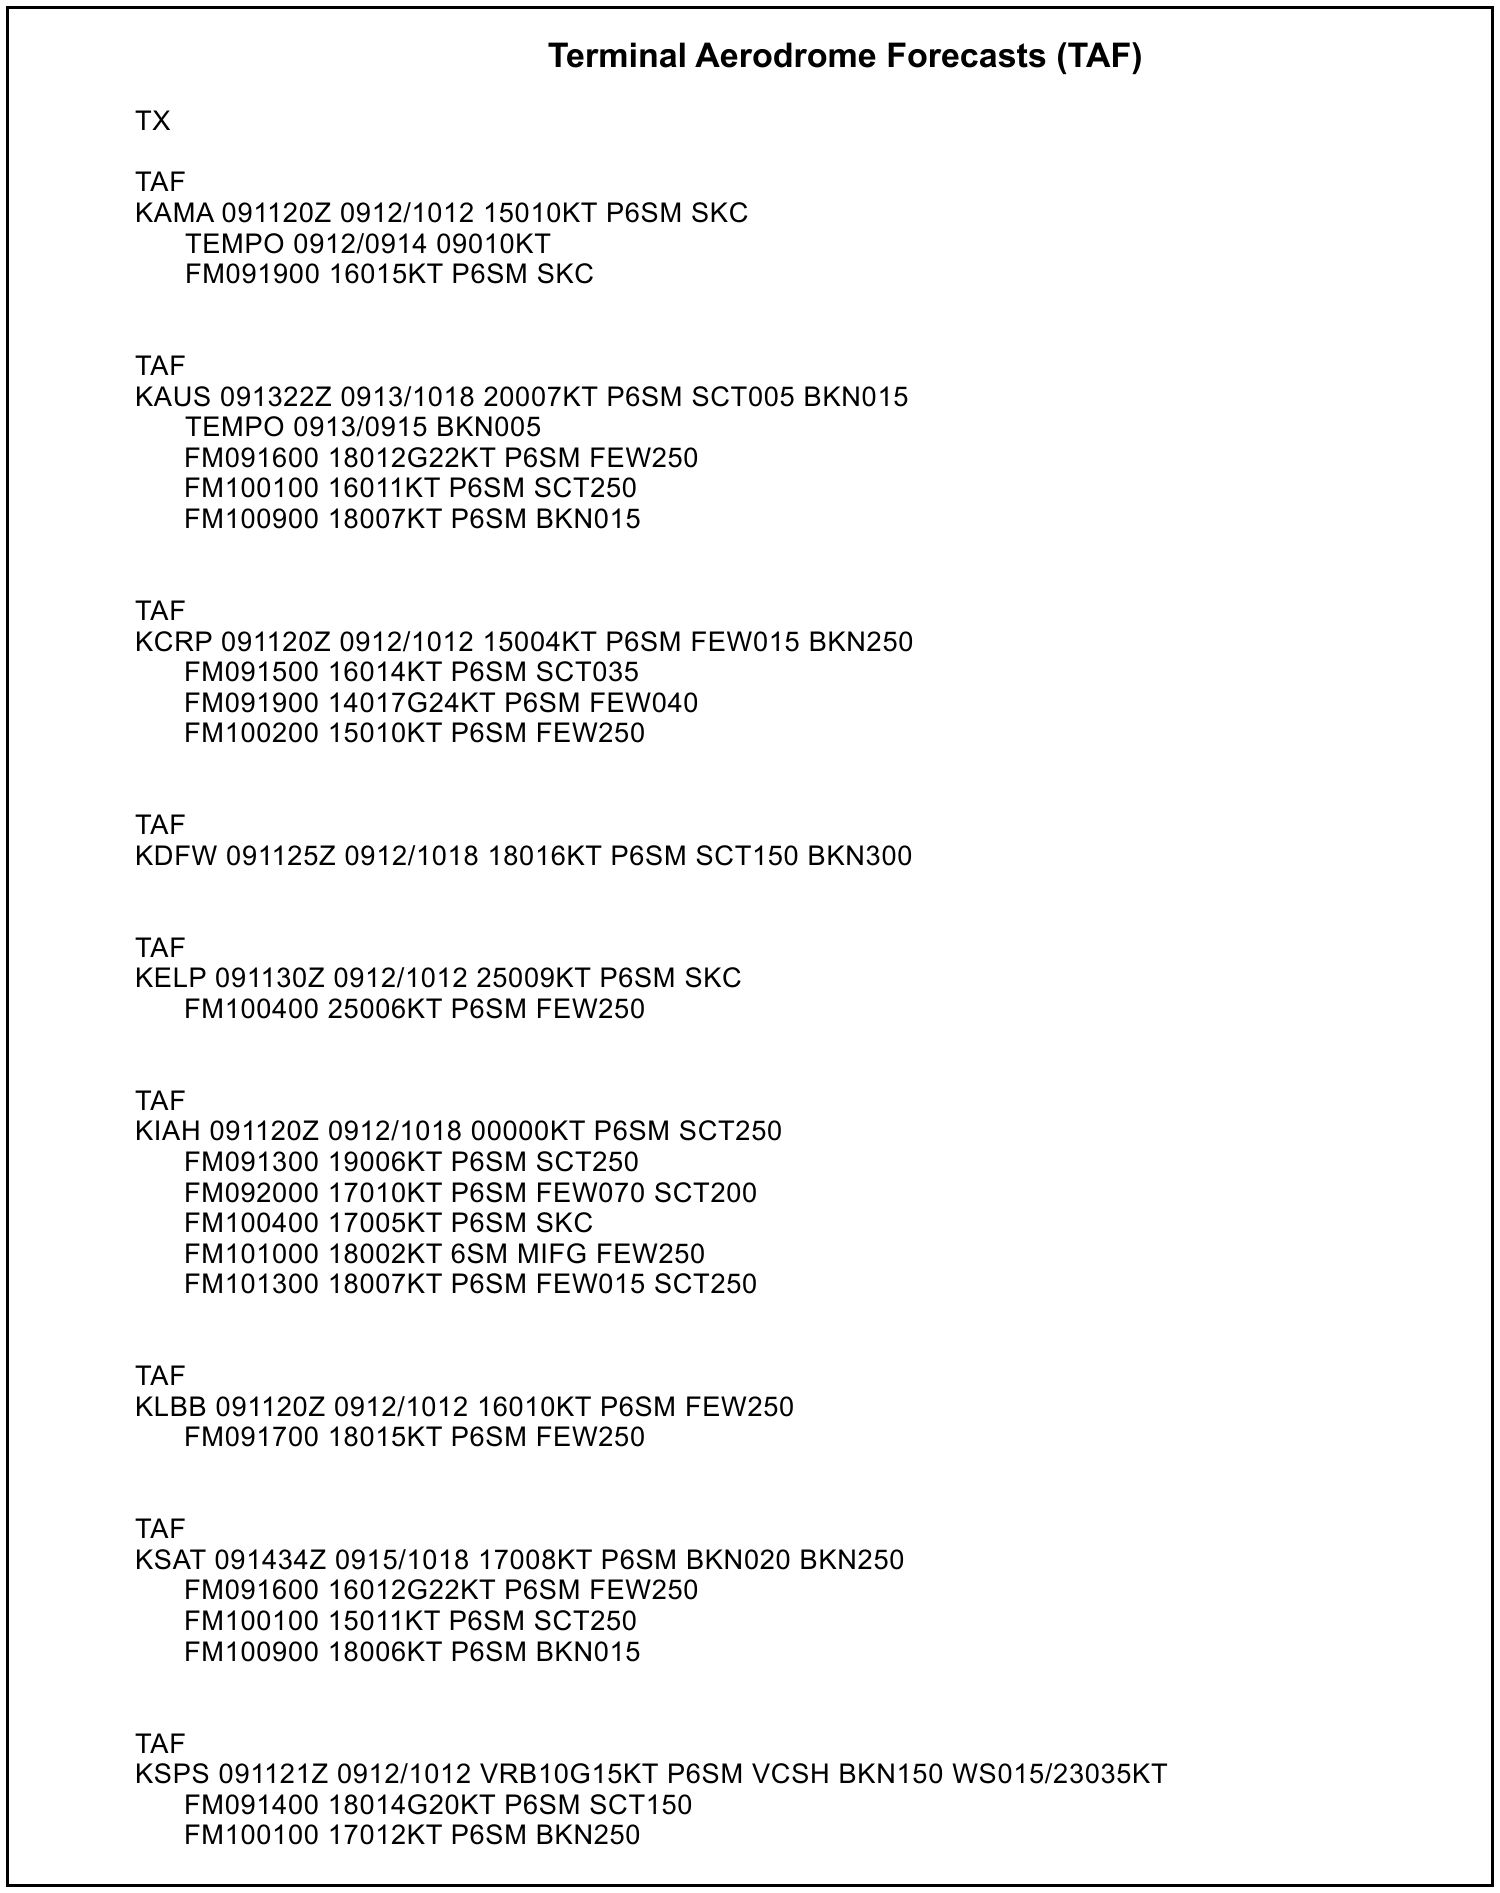 Terminal Aerodrome Forecasts (TAF)
TX
TAF
KAMA 091120Z 0912/1012 15010KT P6SM SKC
TEMPO 0912/0914 09010KT
FM091900 16015KT P6SM SKC
TAF
KAUS 091322Z 0913/1018 20007KT P6SM SCT005 BKN015
TEMPO 0913/0915 BKN005
FM091600 18012G22KT P6SM FEW250
FM100100 16011KT P6SM SCT250
FM100900 18007KT P6SM BKN015
TAF
KCRP 091120Z 0912/1012 15004KT P6SM FEW015 BKN250
FM091500 16014KT P6SM SCT035
FM091900 14017G24KT P6SM FEW040
FM100200 15010KT P6SM FEW250
TAF
KDFW 091125Z 0912/1018 18016KT P6SM SCT150 BKN300
TAF
KELP 091130Z 0912/1012 25009KT P6SM SKC
FM100400 25006KT P6SM FEW250
TAF
KIAH 091120Z 0912/1018 00000KT P6SM SCT250
FM091300 19006KT P6SM SCT250
FM092000 17010KT P6SM FEW070 SCT200
FM100400 17005KT P6SM SKC
FM101000 18002KT 6SM MIFG FEW250
FM101300 18007KT P6SM FEW015 SCT250
TAF
KLBB 091120Z 0912/1012 16010KT P6SM FEW250
FM091700 18015KT P6SM FEW250
TAF
KSAT 091434Z 0915/1018 17008KT P6SM BKN020 BKN250
FM091600 16012G22KT P6SM FEW250
FM100100 15011KT P6SM SCT250
FM100900 18006KT P6SM BKN015
TAF
KSPS 091121Z 0912/1012 VRB10G15KT P6SM VCSH BKN150 WS015/23035KT
FM091400 18014G20KT P6SM SCT150
FM100100 17012KT P6SM BKN250